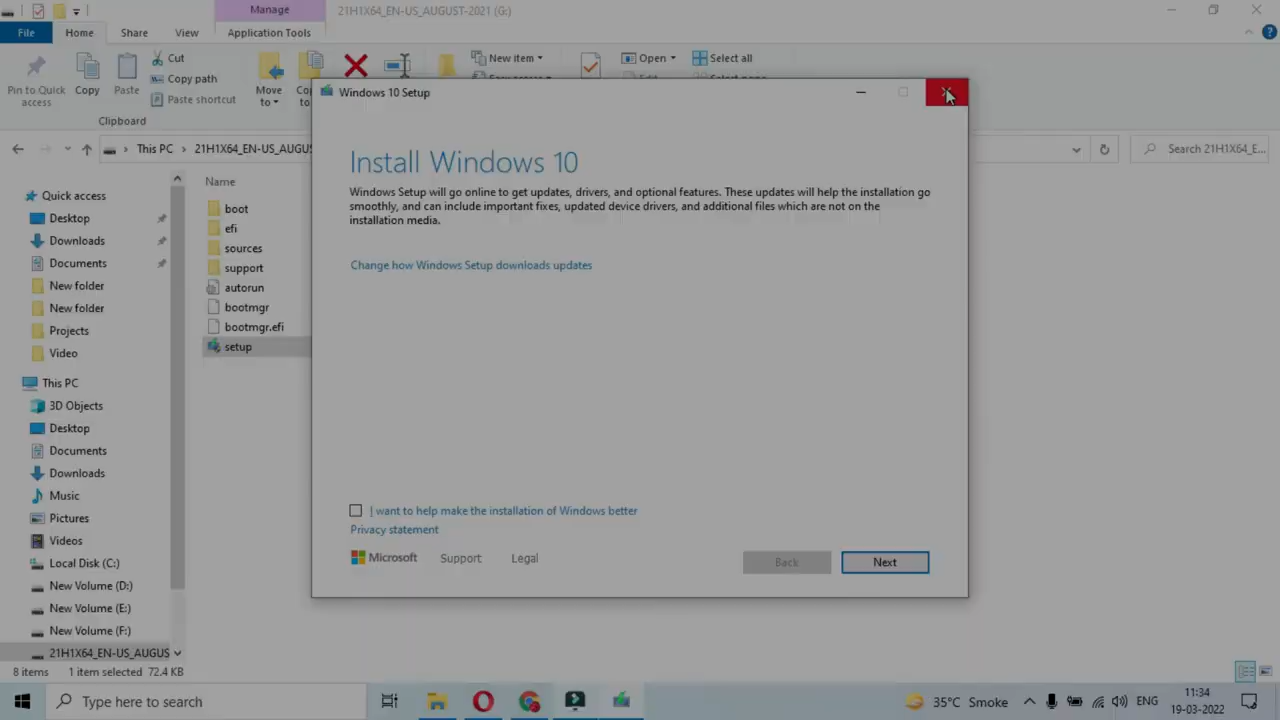 Manage
21H1X64_EN-US_AUGUST-2021 (G:)
File
Home
Share
View
Application Tools
Pin to Quick access
Copy
Paste
Cut
Copy path
Paste shortcut
Move to
New item
Open
Select all
Clipboard
This PC
21H1X64_EN-US_AUGUS
Search 21H1X64_E...
Windows 10 Setup
Install Windows 10
Windows Setup will go online to get updates, drivers, and optional features. These updates will help the installation go
smoothly, and can include important fixes, updated device drivers, and additional files which are not on the
installation media.
Change how Windows Setup downloads updates
I want to help make the installation of Windows better
Privacy statement
Microsoft
Support
Legal
Back
Next
Quick access
Desktop
Downloads
Documents
New folder
New folder
Projects
Video
This PC
3D Objects
Desktop
Documents
Downloads
Music
Pictures
Videos
Local Disk (C:)
New Volume (D:)
New Volume (E:)
New Volume (F:)
21H1X64_EN-US_AUGUS
Name
boot
efi
sources
support
autorun
bootmgr
bootmgr.efi
setup
8 items
1 item selected 72.4 KB
Type here to search
35°C Smoke
ENG
11:34
19-03-2022